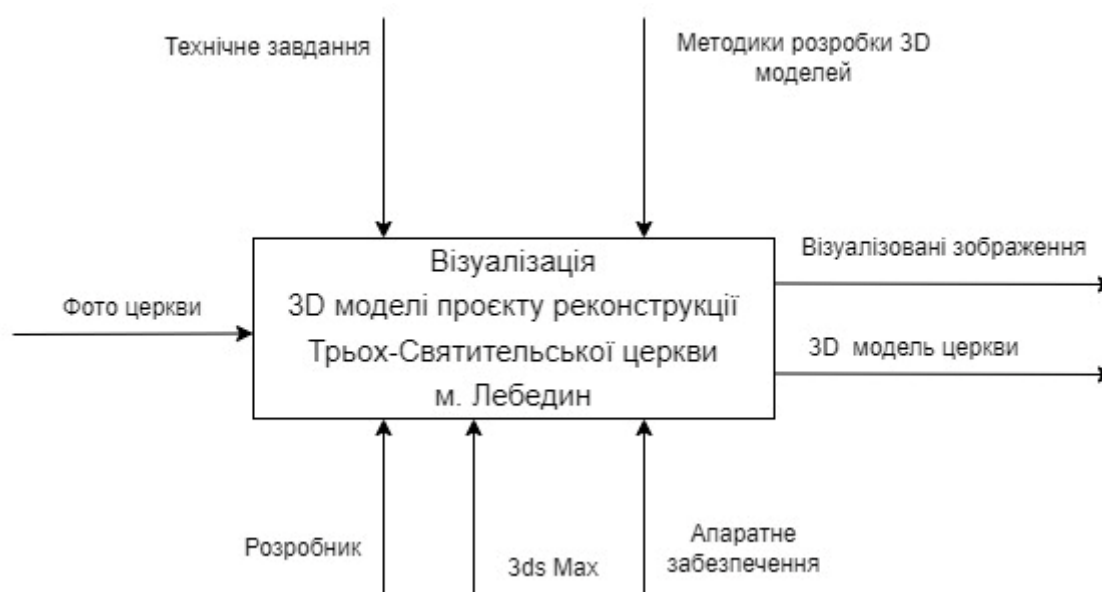 Технічне завдання
Методики розробки 3D
моделей
Візуалізація
3D моделі проєкту реконструкції
Трьох-Святительської церкви
м. Лебедин
Фото церкви
Візуалізовані зображення
3D модель церкви
Розробник
3ds Max
Апаратне
забезпечення